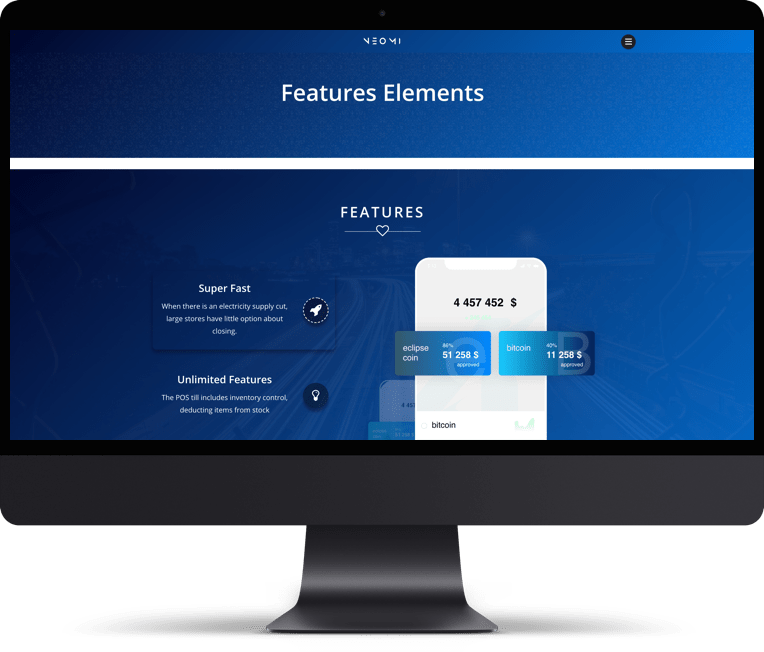 NEOMI
Features Elements
FEATURES
Super Fast
When there is an electricity supply cut,
large stores have little option about
closing.
Unlimited Features
The POS till includes inventory control,
deducting items from stock
4 457 452 $
eclipse
coin
86%
51 258 $
approved
bitcoin
40%
11 258 $
approved
bitcoin